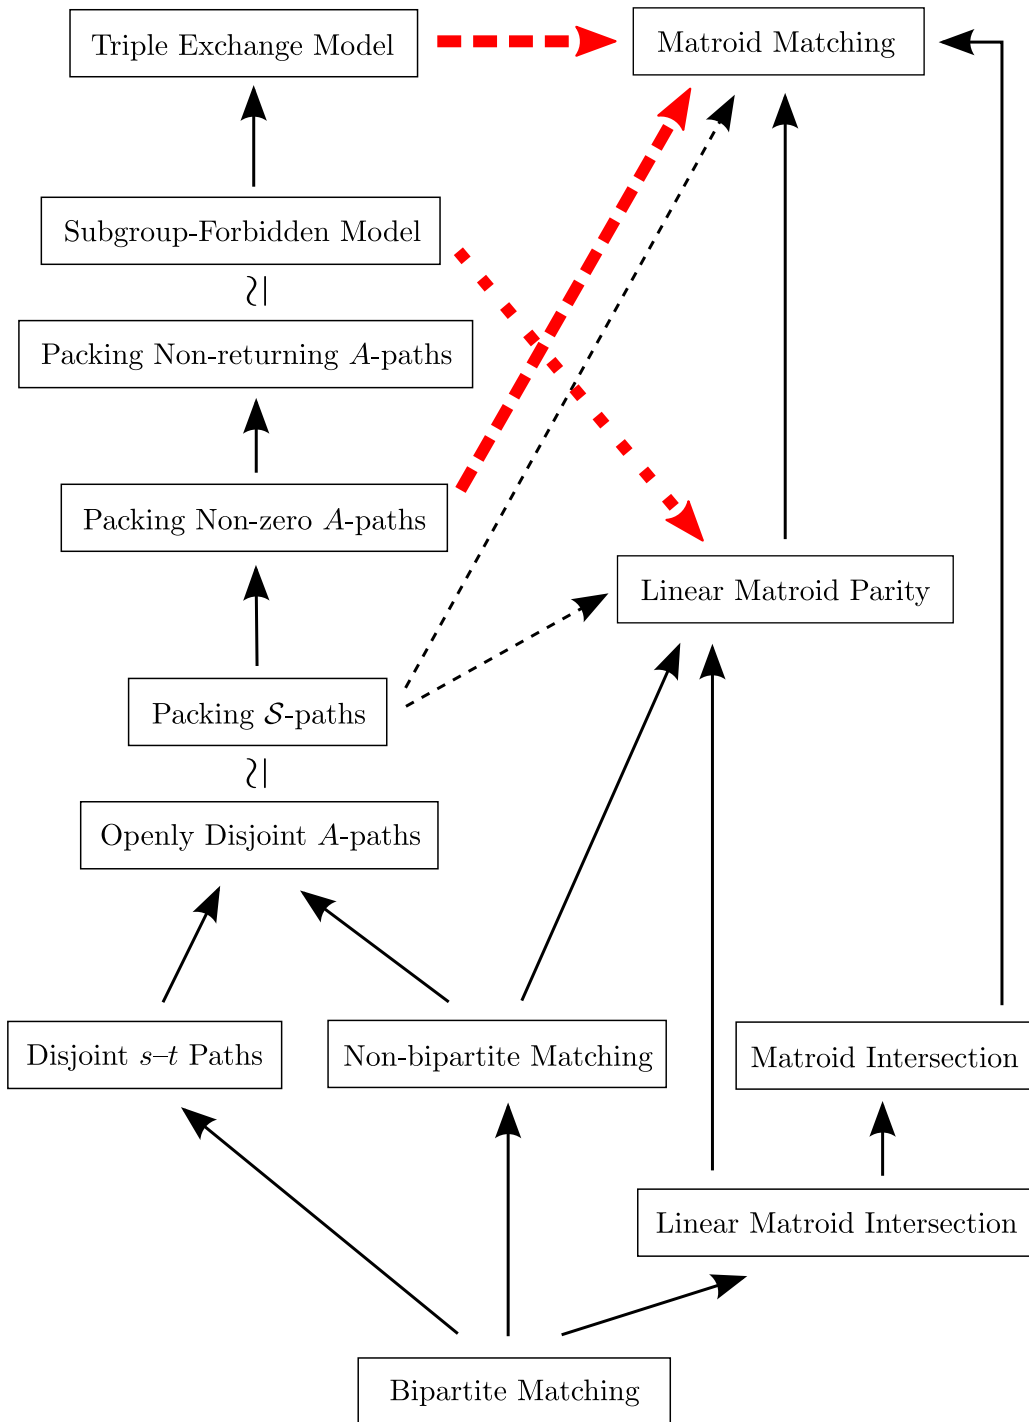 Triple Exchange Model
Matroid Matching
Subgroup-Forbidden Model
≀|
Packing Non-returning A-paths
Packing Non-zero A-paths
Linear Matroid Parity
Packing 𝒮-paths
≀|
Openly Disjoint A-paths
Disjoint s–t Paths
Non-bipartite Matching
Matroid Intersection
Linear Matroid Intersection
Bipartite Matching